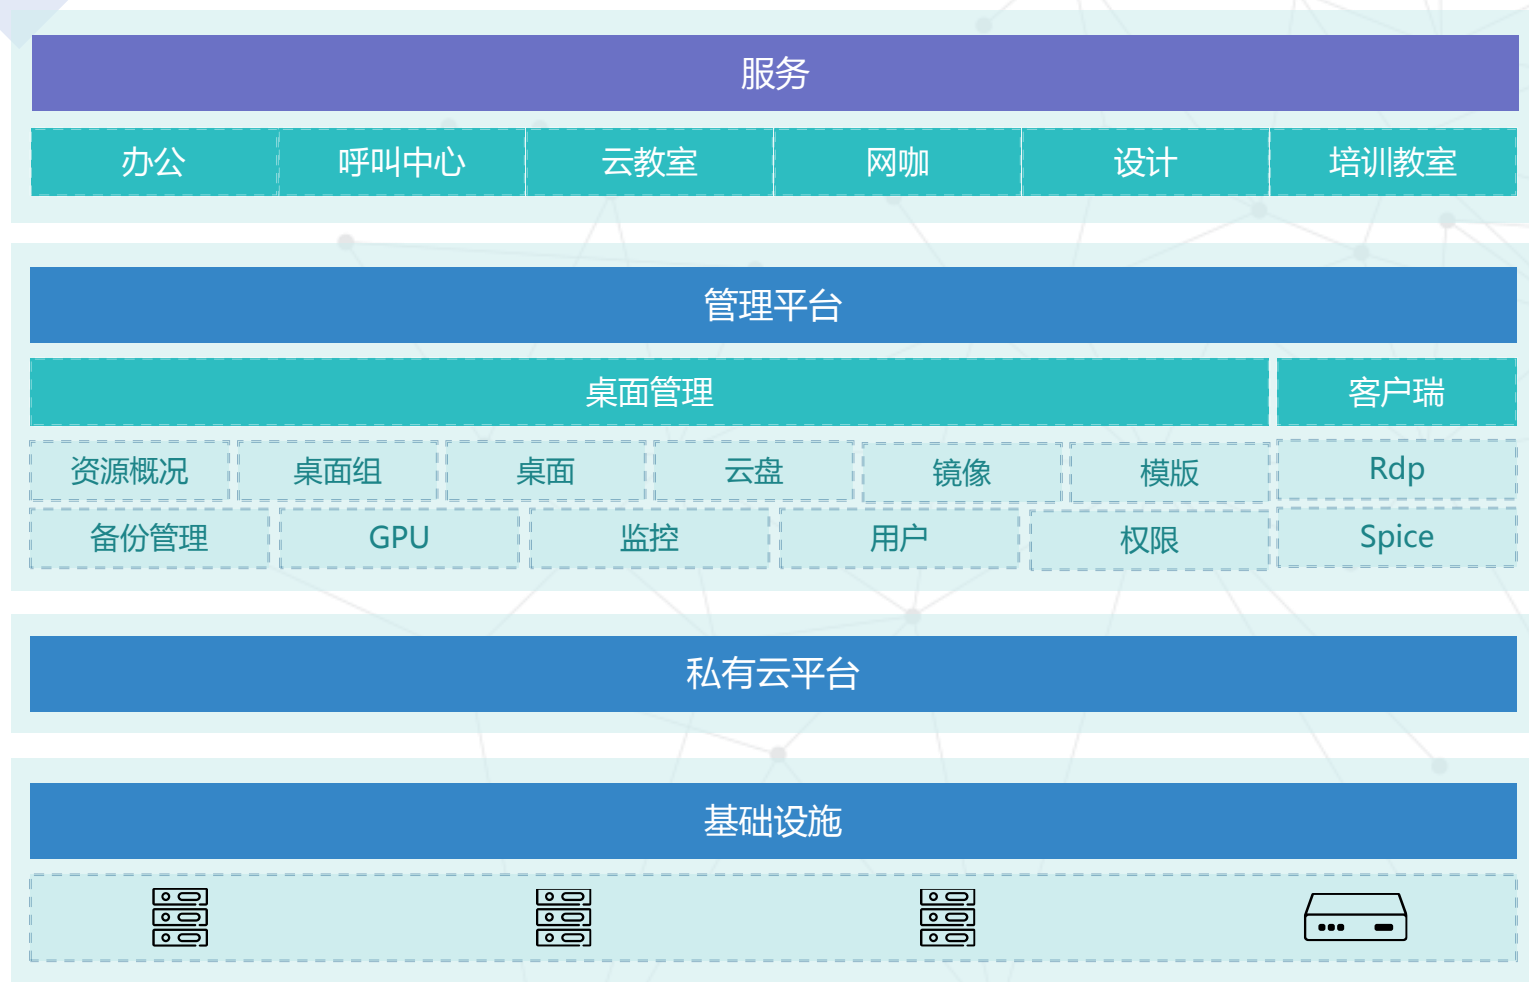 服务
办公 呼叫中心 云教室 网咖 设计 培训教室
管理平台
桌面管理 客户瑞
资源概况 桌面组 桌面 云盘 镜像 模版 Rdp
备份管理 GPU 监控 用户 权限 Spice
私有云平台
基础设施